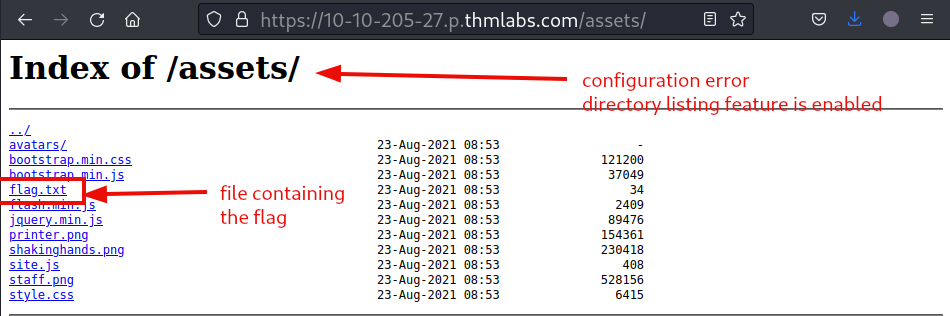 https://10-10-205-27.p.thmlabs.com/assets/
Index of /assets/
configuration error
directory listing feature is enabled
../
avatars/ 23-Aug-2021 08:53 -
bootstrap.min.css 23-Aug-2021 08:53 121200
bootstrap.min.js 23-Aug-2021 08:53 37049
flag.txt 23-Aug-2021 08:53 34
flash.min.js 23-Aug-2021 08:53 2409
jquery.min.js 23-Aug-2021 08:53 89476
printer.png 23-Aug-2021 08:53 154361
shakinghands.png 23-Aug-2021 08:53 230418
site.js 23-Aug-2021 08:53 408
staff.png 23-Aug-2021 08:53 528156
style.css 23-Aug-2021 08:53 6415
file containing
the flag